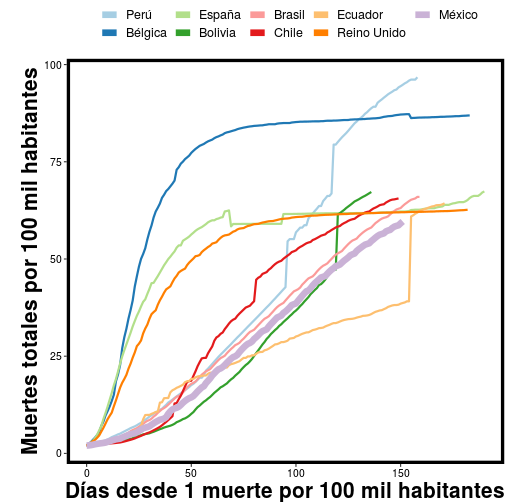 Perú España Brasil Ecuador México
Bélgica Bolivia Chile Reino Unido
Muertes totales por 100 mil habitantes
100
75
50
25
0
0 50 100 150
Días desde 1 muerte por 100 mil habitantes